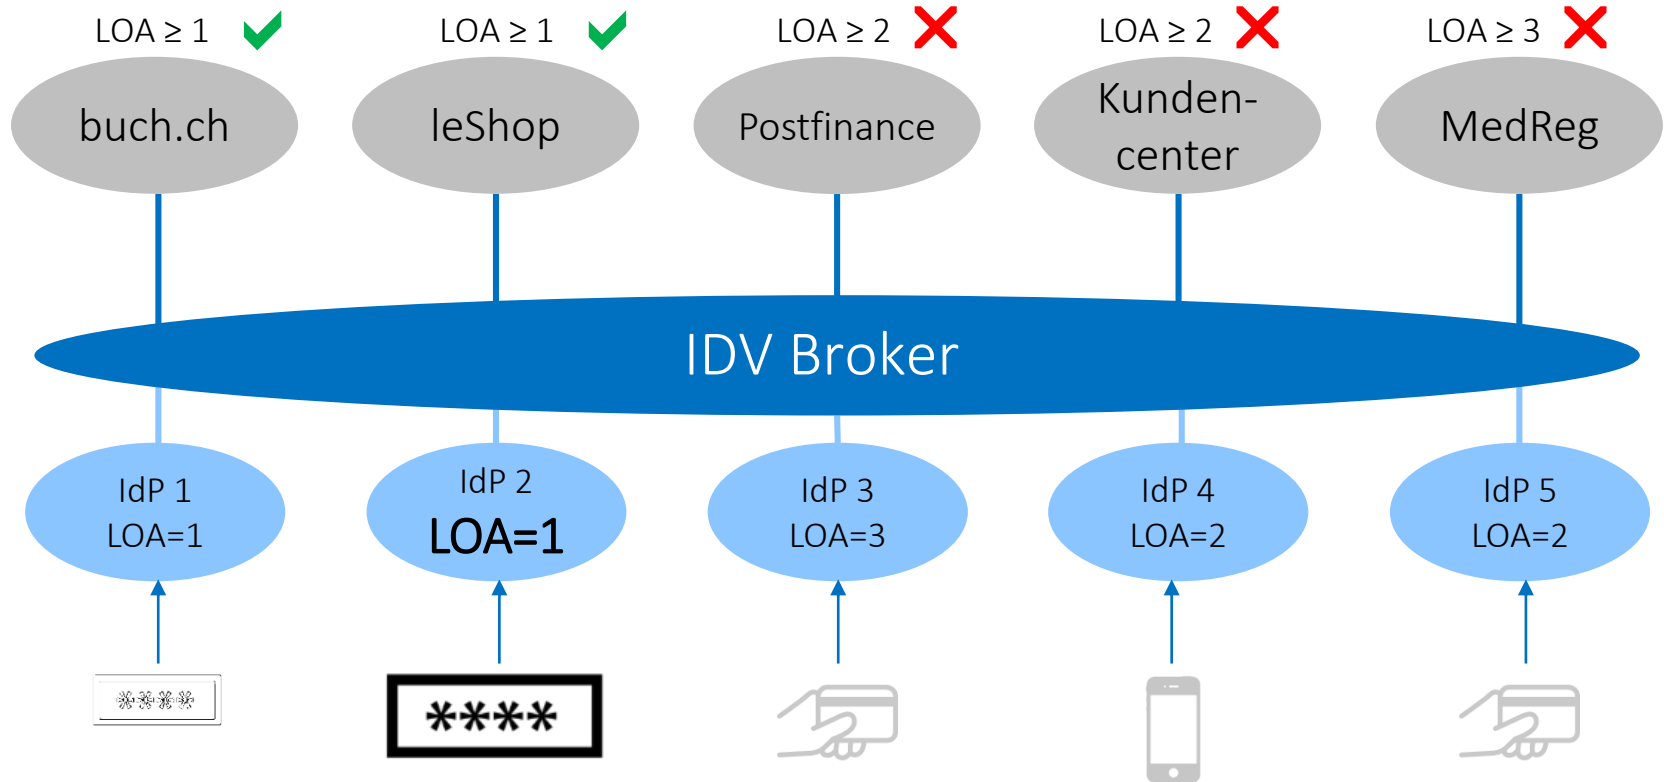 LOA ≥ 1
LOA ≥ 1
LOA ≥ 2
LOA ≥ 2
LOA ≥ 3
buch.ch
leShop
Postfinance
Kunden-
center
MedReg
IDV Broker
IdP 1
LOA=1
IdP 2
LOA=1
IdP 3
LOA=3
IdP 4
LOA=2
IdP 5
LOA=2
****
****